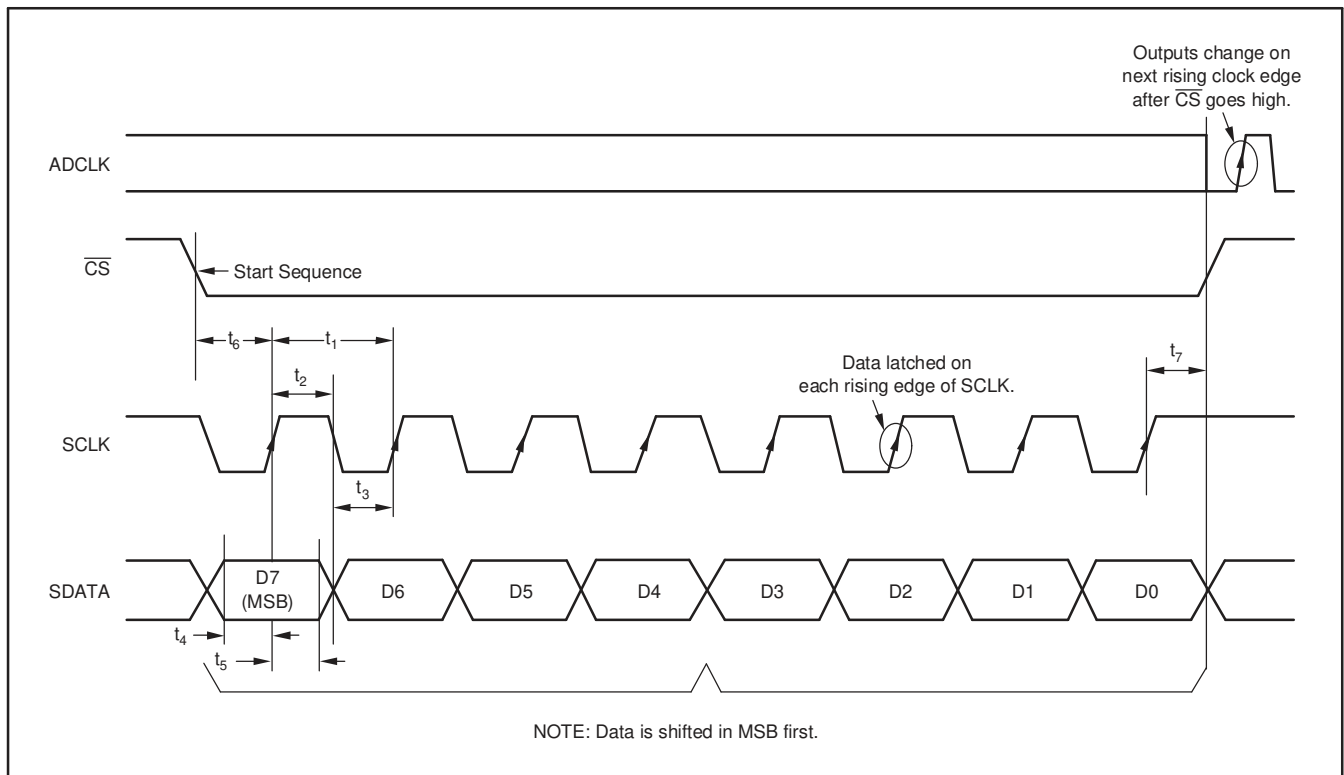 Outputs change on
next rising clock edge
after C̅S̅ goes high.
ADCLK
C̅S̅
Start Sequence
t₆
t₁
t₂
t₇
Data latched on
each rising edge of SCLK.
SCLK
t₃
SDATA
D7
(MSB)
D6
D5
D4
D3
D2
D1
D0
t₄
t₅
NOTE: Data is shifted in MSB first.